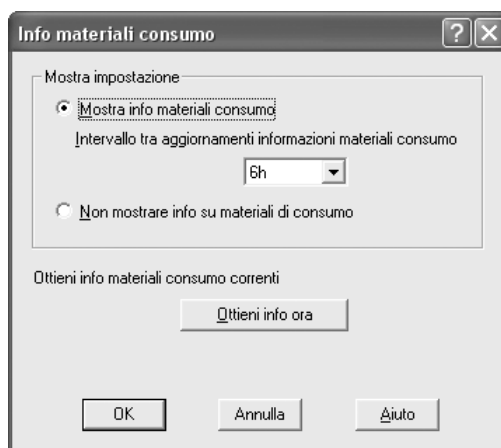 Info materiali consumo
Mostra impostazione
Mostra info materiali consumo
Intervallo tra aggiornamenti informazioni materiali consumo
6h
Non mostrare info su materiali di consumo
Ottieni info materiali consumo correnti
Ottieni info ora
OK Annulla Aiuto